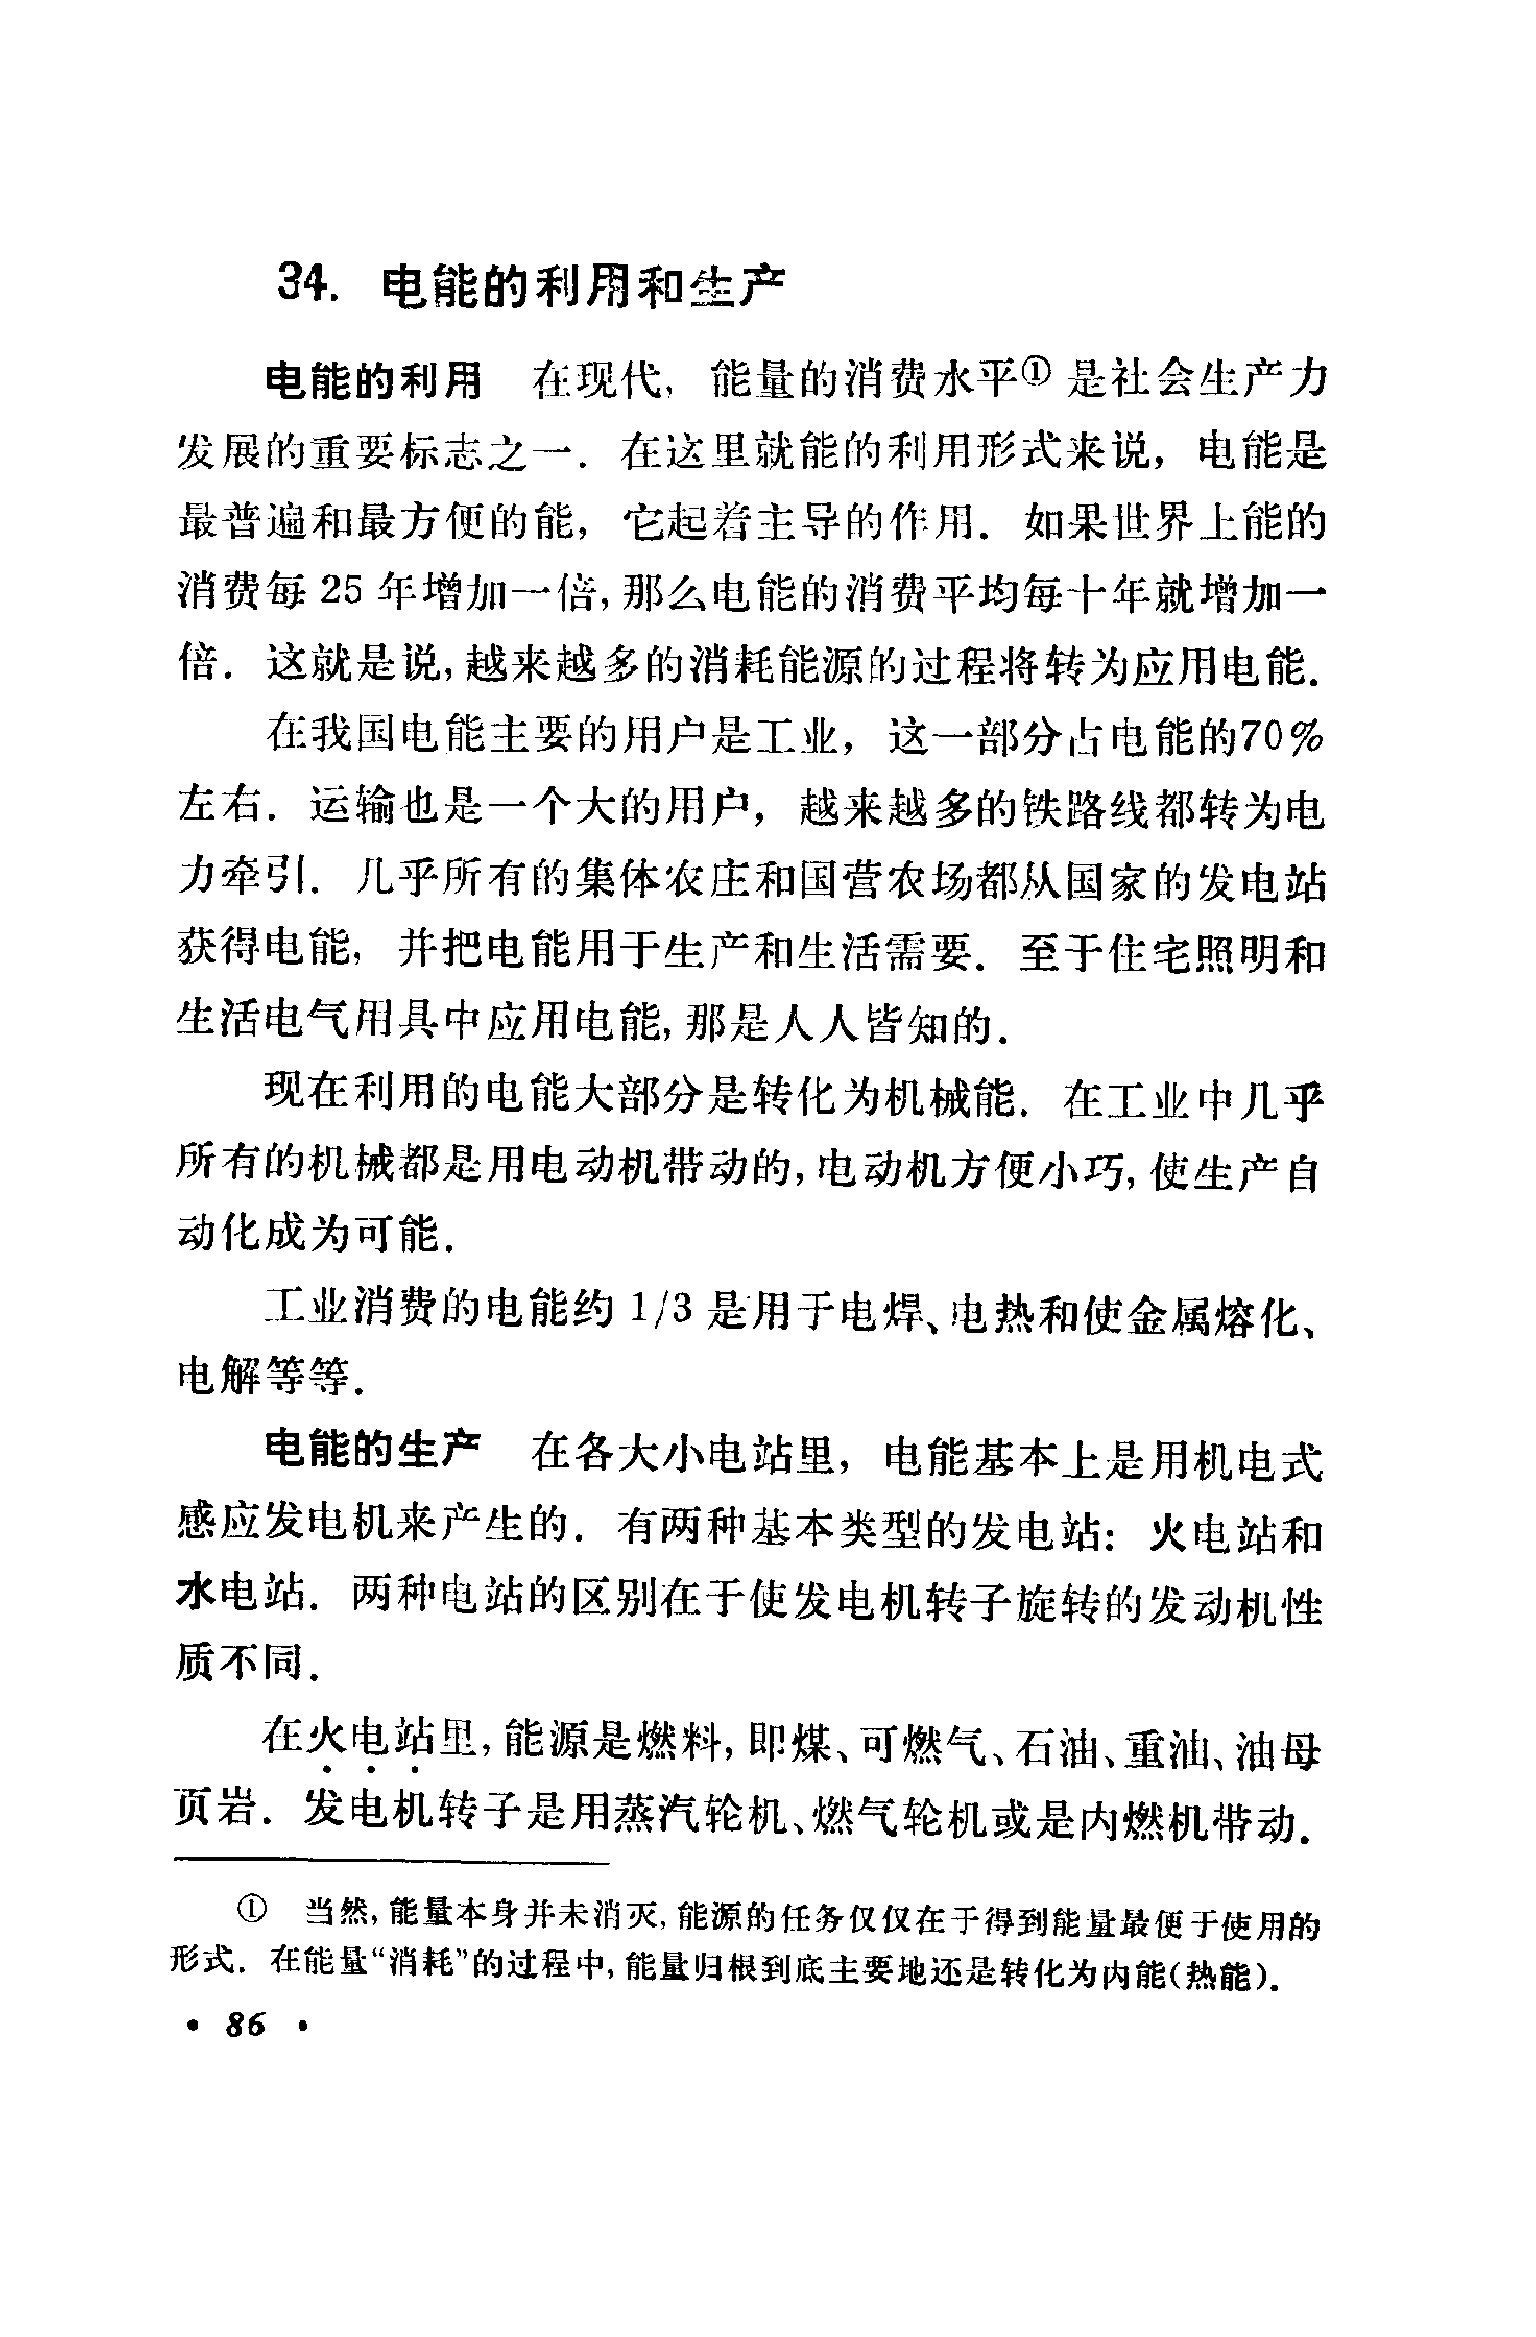 34. 电能的利用和生产
电能的利用 在现代, 能量的消费水平① 是社会生产力
发展的重要标志之一. 在这里就能的利用形式来说, 电能是
最普遍和最方便的能, 它起着主导的作用. 如果世界上能的
消费每 25 年增加一倍, 那么电能的消费平均每十年就增加一
倍. 这就是说, 越来越多的消耗能源的过程将转为应用电能.
在我国电能主要的用户是工业, 这一部分占电能的70%
左右. 运输也是一个大的用户, 越来越多的铁路线都转为电
力牵引. 几乎所有的集体农庄和国营农场都从国家的发电站
获得电能, 并把电能用于生产和生活需要. 至于住宅照明和
生活电气用具中应用电能, 那是人人皆知的.
现在利用的电能大部分是转化为机械能. 在工业中几乎
所有的机械都是用电动机带动的, 电动机方便小巧, 使生产自
动化成为可能.
工业消费的电能约 1/3 是用于电焊、电热和使金属熔化、
电解等等.
电能的生产 在各大小电站里, 电能基本上是用机电式
感应发电机来产生的. 有两种基本类型的发电站: 火电站和
水电站. 两种电站的区别在于使发电机转子旋转的发动机性
质不同.
在火电站里, 能源是燃料, 即煤、可燃气、石油、重油、油母
页岩. 发电机转子是用蒸汽轮机、燃气轮机或是内燃机带动.
① 当然, 能量本身并未消灭, 能源的任务仅仅在于得到能量最便于使用的
形式. 在能量“消耗”的过程中, 能量归根到底主要地还是转化为内能(热能).
• 86 •